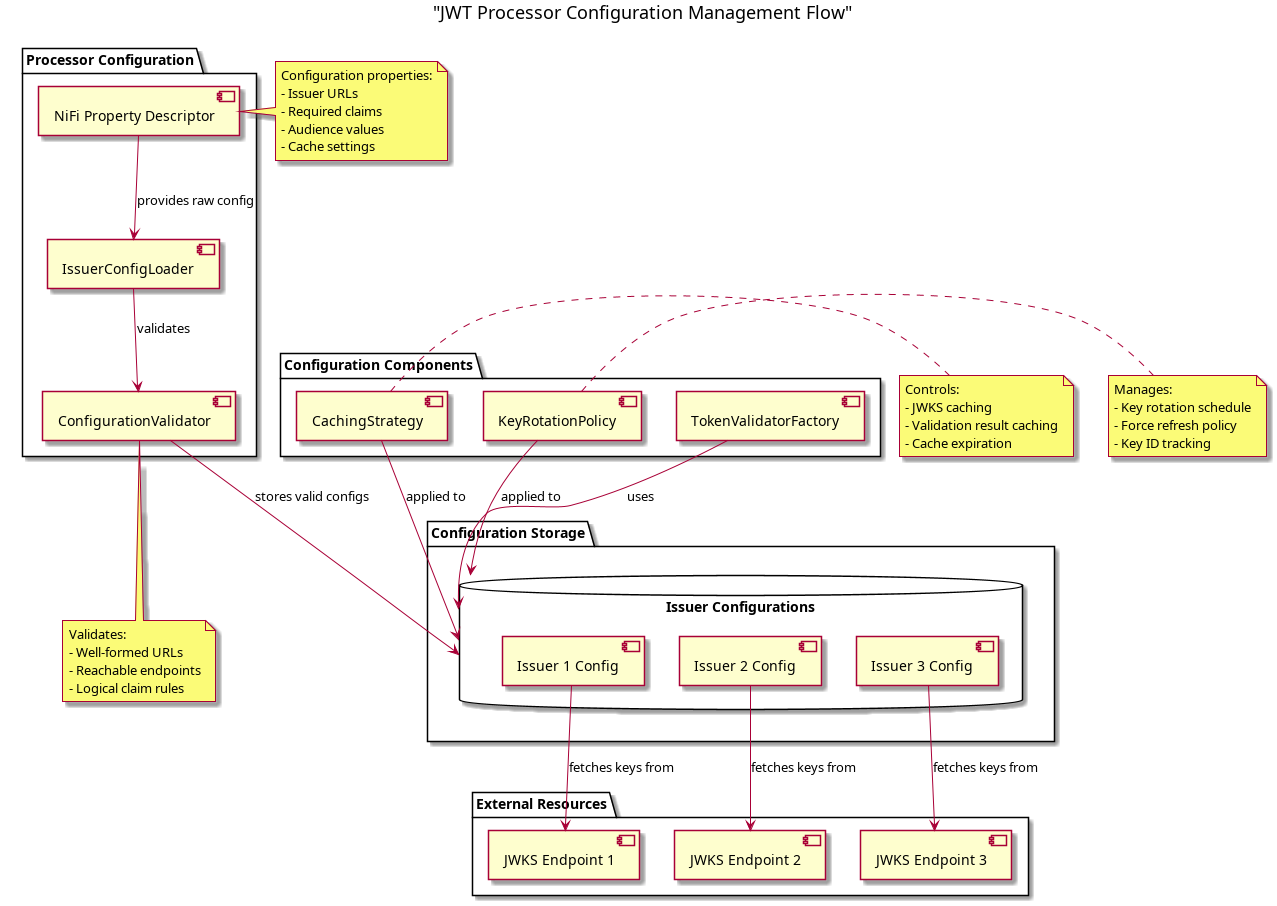 "JWT Processor Configuration Management Flow"
Processor Configuration
NiFi Property Descriptor
Configuration properties:
- Issuer URLs
- Required claims
- Audience values
- Cache settings
provides raw config
IssuerConfigLoader
validates
ConfigurationValidator
Configuration Components
CachingStrategy
KeyRotationPolicy
TokenValidatorFactory
Controls:
- JWKS caching
- Validation result caching
- Cache expiration
Manages:
- Key rotation schedule
- Force refresh policy
- Key ID tracking
stores valid configs
applied to
applied to
uses
Configuration Storage
Issuer Configurations
Issuer 1 Config
Issuer 2 Config
Issuer 3 Config
Validates:
- Well-formed URLs
- Reachable endpoints
- Logical claim rules
fetches keys from
fetches keys from
fetches keys from
External Resources
JWKS Endpoint 1
JWKS Endpoint 2
JWKS Endpoint 3